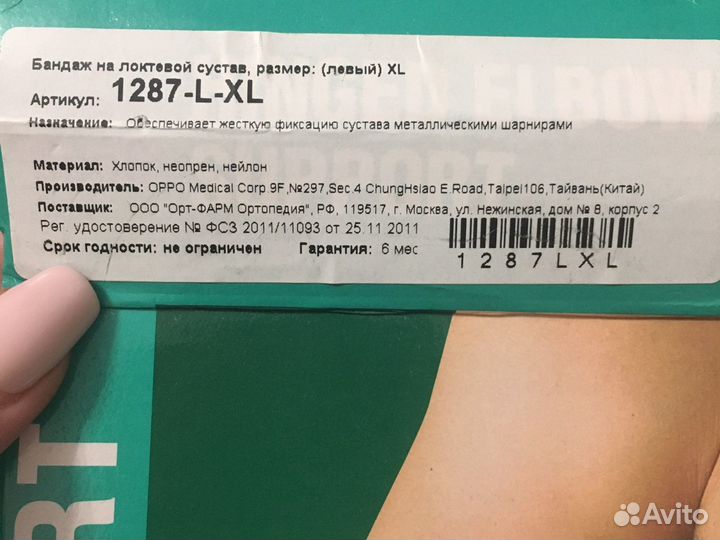 Бандаж на локтевой сустав, размер: (левый) XL
Артикул: 1287-L-XL
Назначение: Обеспечивает жесткую фиксацию сустава металлическими шарнирами
Материал: Хлопок, неопрен, нейлон
Производитель: OPPO Medical Corp.9F,№297,Sec.4 ChungHsiao E.Road,Taipei106,Тайвань(Китай)
Поставщик: ООО "Орт-ФАРМ Ортопедия", РФ, 119517, г. Москва, ул. Нежинская, дом № 8, корпус 2
Рег. удостоверение № ФСЗ 2011/11093 от 25.11 2011
Срок годности: не ограничен Гарантия: 6 мес
1287LXL
RT
Avito